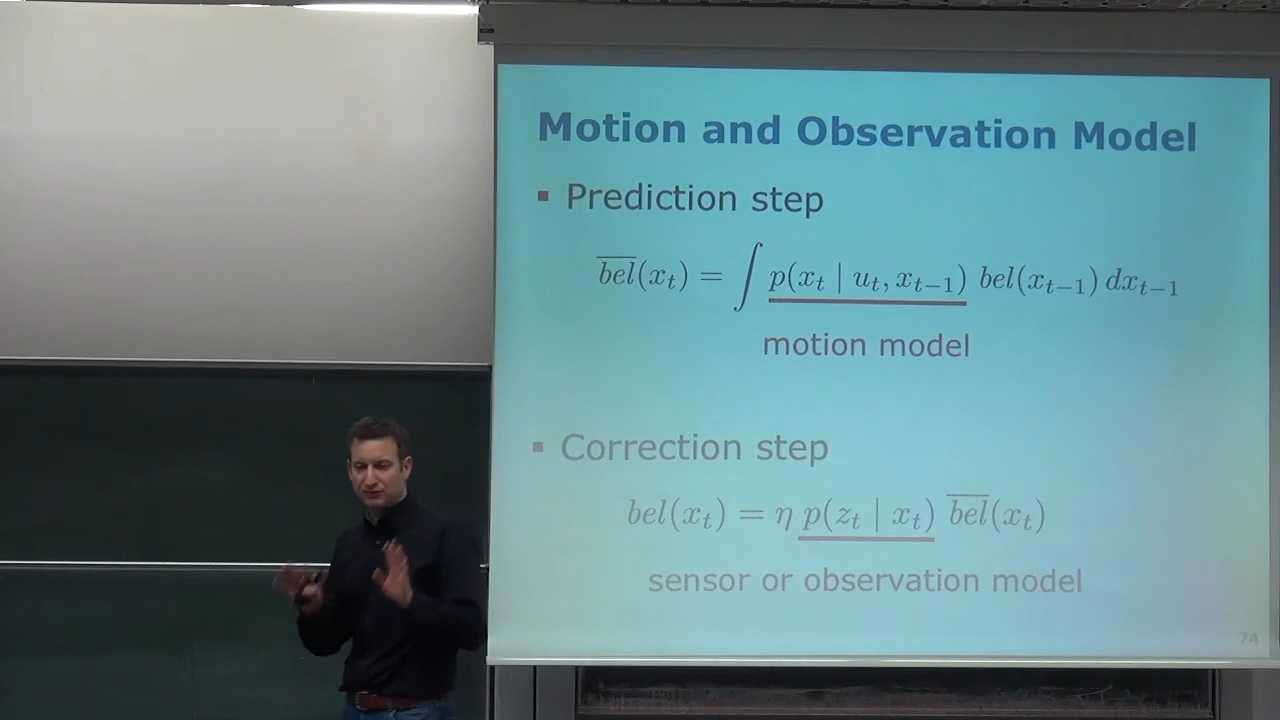 Motion and Observation Model
▪ Prediction step
$\overline{bel}(x_t) = \int p(x_t \mid u_t, x_{t-1}) \, bel(x_{t-1}) \, dx_{t-1}$
motion model
▪ Correction step
$bel(x_t) = \eta \, p(z_t \mid x_t) \, \overline{bel}(x_t)$
sensor or observation model
74